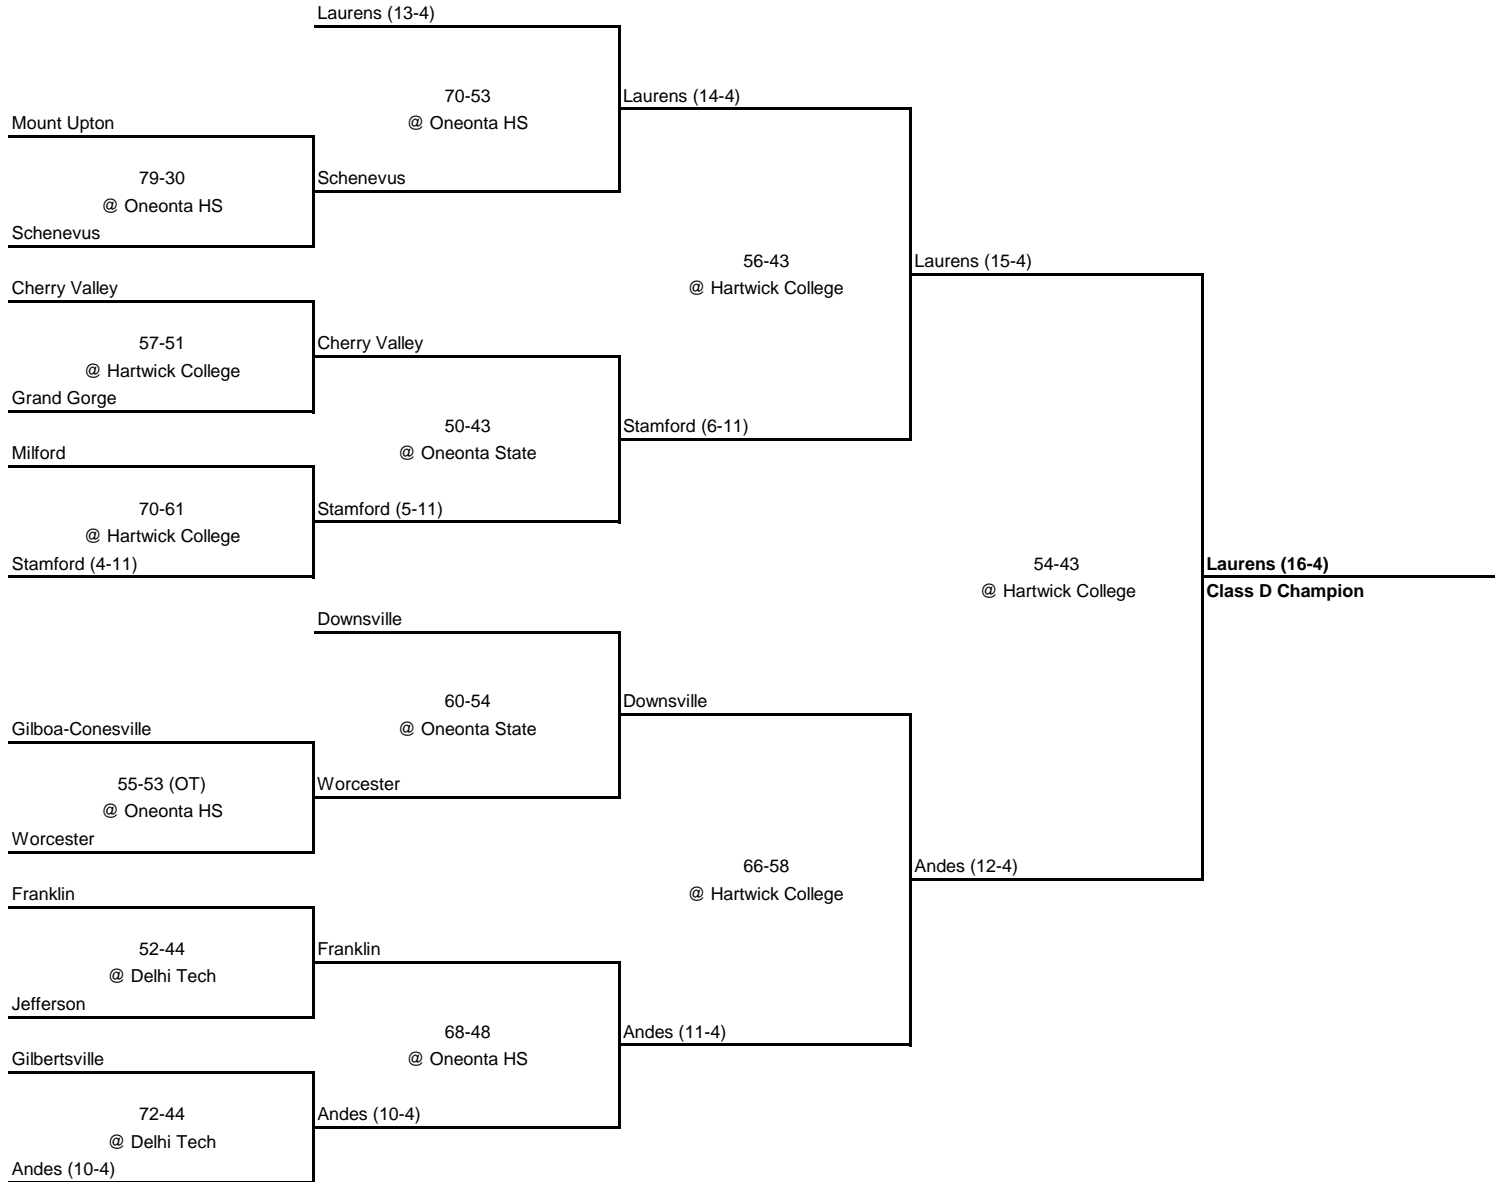 Laurens (13-4)
70-53
@ Oneonta HS
Laurens (14-4)
Mount Upton
79-30
@ Oneonta HS
Schenevus
Schenevus
56-43
@ Hartwick College
Laurens (15-4)
Cherry Valley
57-51
@ Hartwick College
Cherry Valley
Grand Gorge
50-43
@ Oneonta State
Stamford (6-11)
Milford
70-61
@ Hartwick College
Stamford (5-11)
Stamford (4-11)
54-43
@ Hartwick College
Laurens (16-4)
Class D Champion
Downsville
60-54
@ Oneonta State
Downsville
Gilboa-Conesville
55-53 (OT)
@ Oneonta HS
Worcester
Worcester
66-58
@ Hartwick College
Andes (12-4)
Franklin
52-44
@ Delhi Tech
Franklin
Jefferson
68-48
@ Oneonta HS
Andes (11-4)
Gilbertsville
72-44
@ Delhi Tech
Andes (10-4)
Andes (10-4)